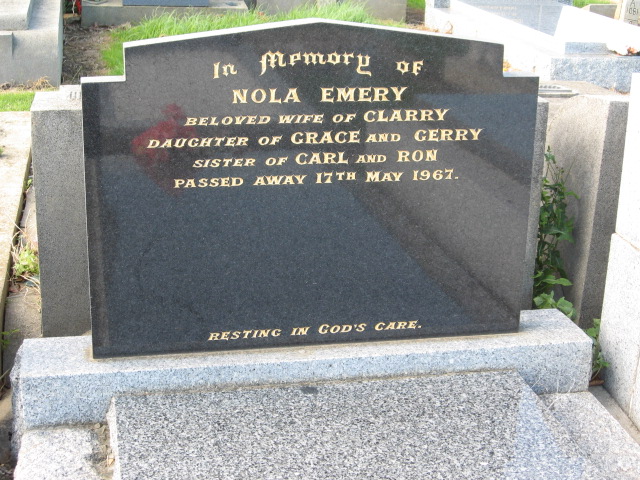 In Memory of
NOLA EMERY
BELOVED WIFE OF CLARRY
DAUGHTER OF GRACE AND GERRY
SISTER OF CARL AND RON
PASSED AWAY 17TH MAY 1967.
RESTING IN GOD'S CARE.